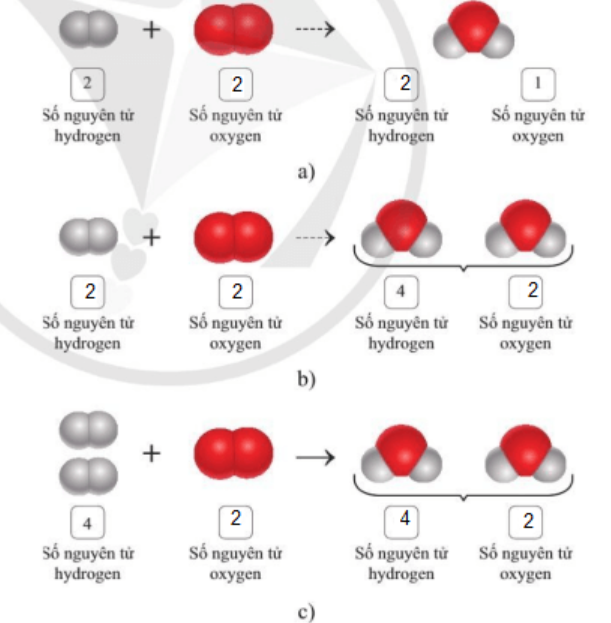 +
2 2 2 1
Số nguyên tử Số nguyên tử Số nguyên tử Số nguyên tử
hydrogen oxygen hydrogen oxygen
a)
+
2 2 4 2
Số nguyên tử Số nguyên tử Số nguyên tử Số nguyên tử
hydrogen oxygen hydrogen oxygen
b)
+
4 2 4 2
Số nguyên tử Số nguyên tử Số nguyên tử Số nguyên tử
hydrogen oxygen hydrogen oxygen
c)